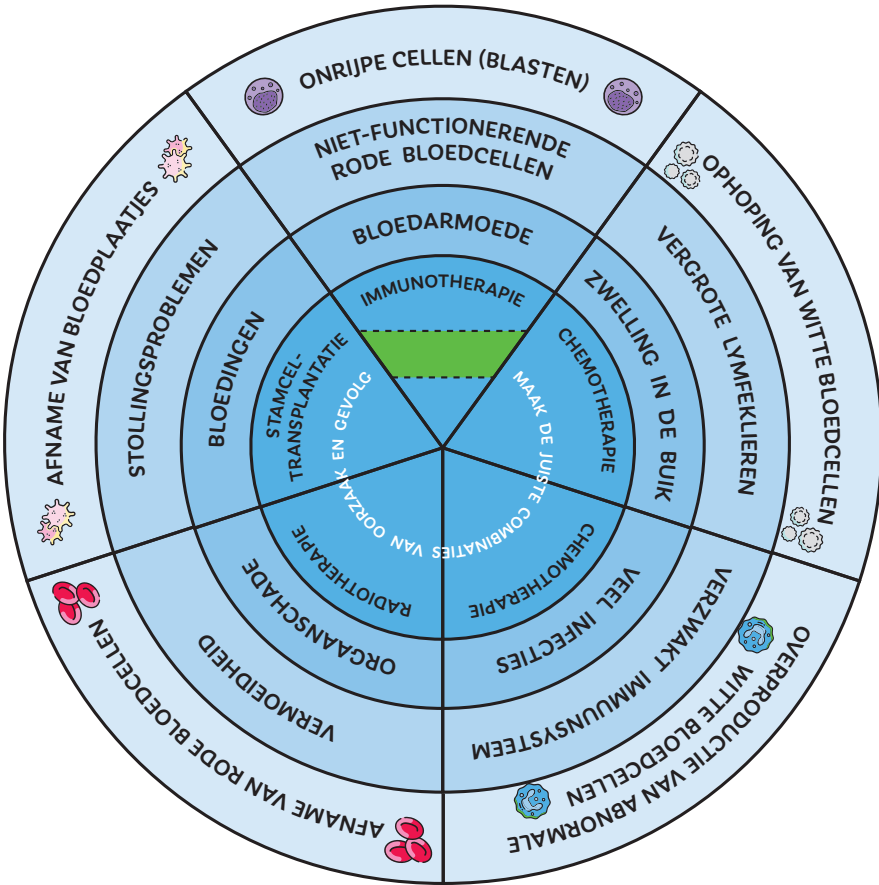 ONRIJPE CELLEN (BLASTEN)
NIET-FUNCTIONERENDE
RODE BLOEDCELLEN
BLOEDARMOEDE
IMMUNOTHERAPIE
OPHOPING VAN WITTE BLOEDCELLEN
VERGROTE LYMFEKLIEREN
ZWELLING IN DE BUIK
CHEMOTHERAPIE
OVERPRODUCTIE VAN ABNORMALE
WITTE BLOEDCELLEN
VERZWAKT IMMUUNSYSTEEM
VEEL INFECTIES
CHEMOTHERAPIE
AFNAME VAN RODE BLOEDCELLEN
VERMOEIDHEID
ORGAANSCHADE
RADIOTHERAPIE
AFNAME VAN BLOEDPLAATJES
STOLLINGSPROBLEMEN
BLOEDINGEN
STAMCEL-
TRANSPLANTATIE
MAAK DE JUISTE COMBINATIES VAN OORZAAK EN GEVOLG